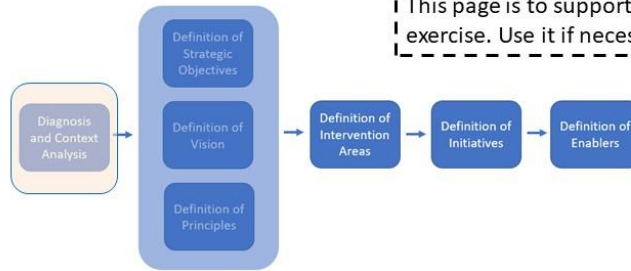 This page is to support
exercise. Use it if neces
Definition of
Strategic
Objectives
Diagnosis
and Context
Analysis
Definition of
Vision
Definition of
Intervention
Areas
Definition of
Initiatives
Definition of
Enablers
Definition of
Principles